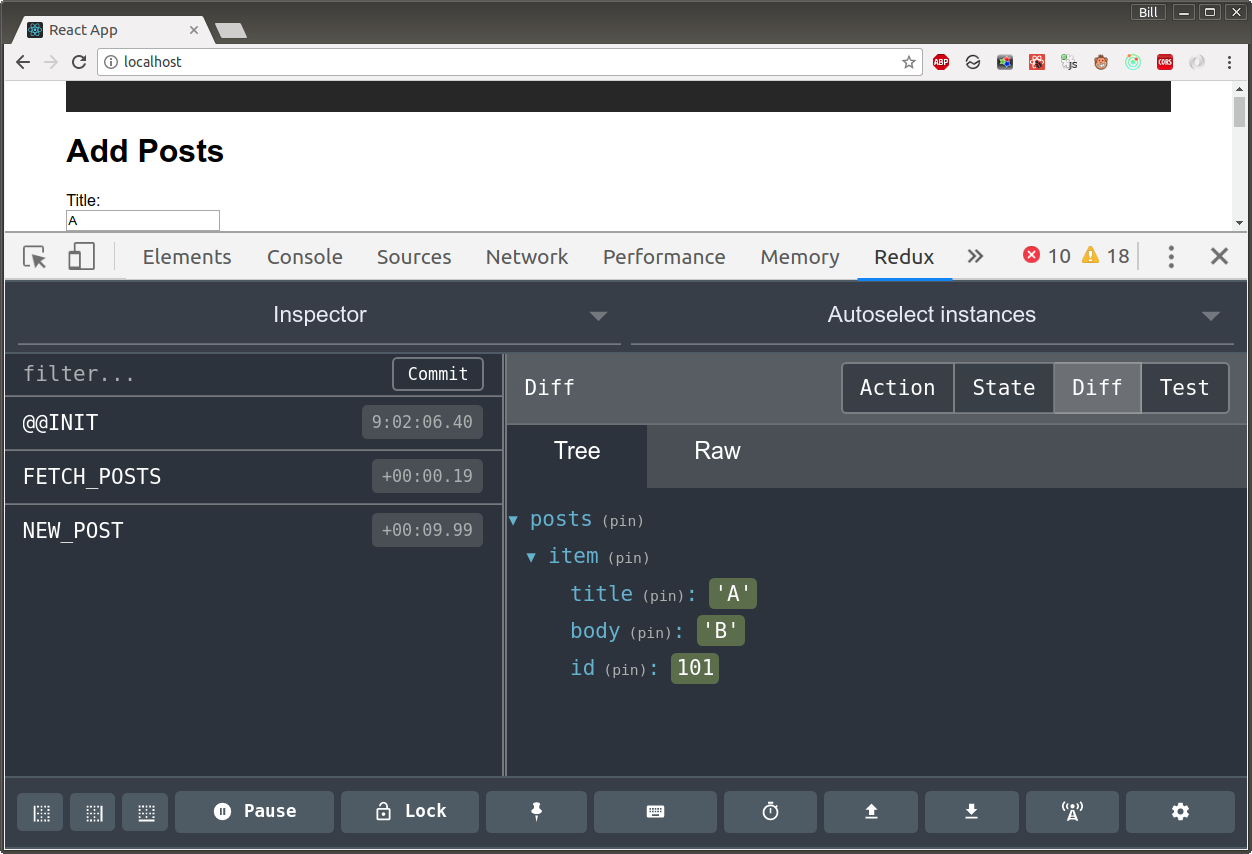 Bill
React App
localhost
ABP
JS
CORS
Add Posts
Title:
A
Elements Console Sources Network Performance Memory Redux 10 18
Inspector Autoselect instances
filter... Commit
Diff Action State Diff Test
@@INIT 9:02:06.40
Tree Raw
FETCH_POSTS +00:00.19
NEW_POST +00:09.99
posts (pin)
item (pin)
title (pin): 'A'
body (pin): 'B'
id (pin): 101
Pause Lock